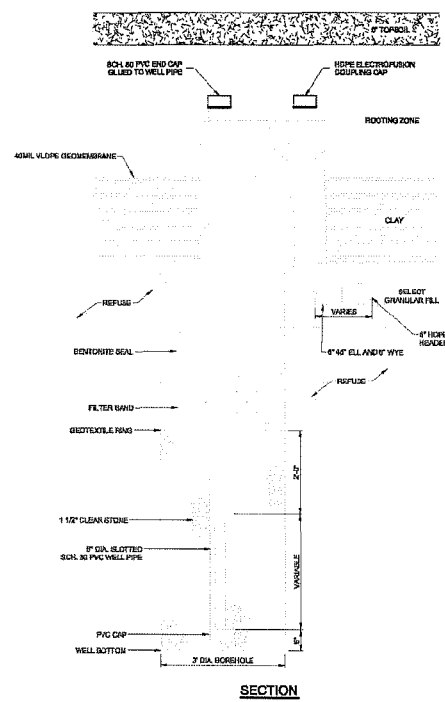 6" TOPSOIL
SCH. 80 PVC END CAP
GLUED TO WELL PIPE
HDPE ELECTROFUSION
COUPLING CAP
ROOTING ZONE
40MIL VLDPE GEOMEMBRANE
CLAY
SELECT
GRANULAR FILL
REFUSE
VARIES
6" HDPE
HEADER
BENTONITE SEAL
6" 45° ELL AND 6" WYE
REFUSE
FILTER SAND
GEOTEXTILE RING
2'-0"
1 1/2" CLEAR STONE
6" DIA. SLOTTED
SCH. 80 PVC WELL PIPE
VARIABLE
PVC CAP
6"
WELL BOTTOM
3' DIA. BOREHOLE
SECTION